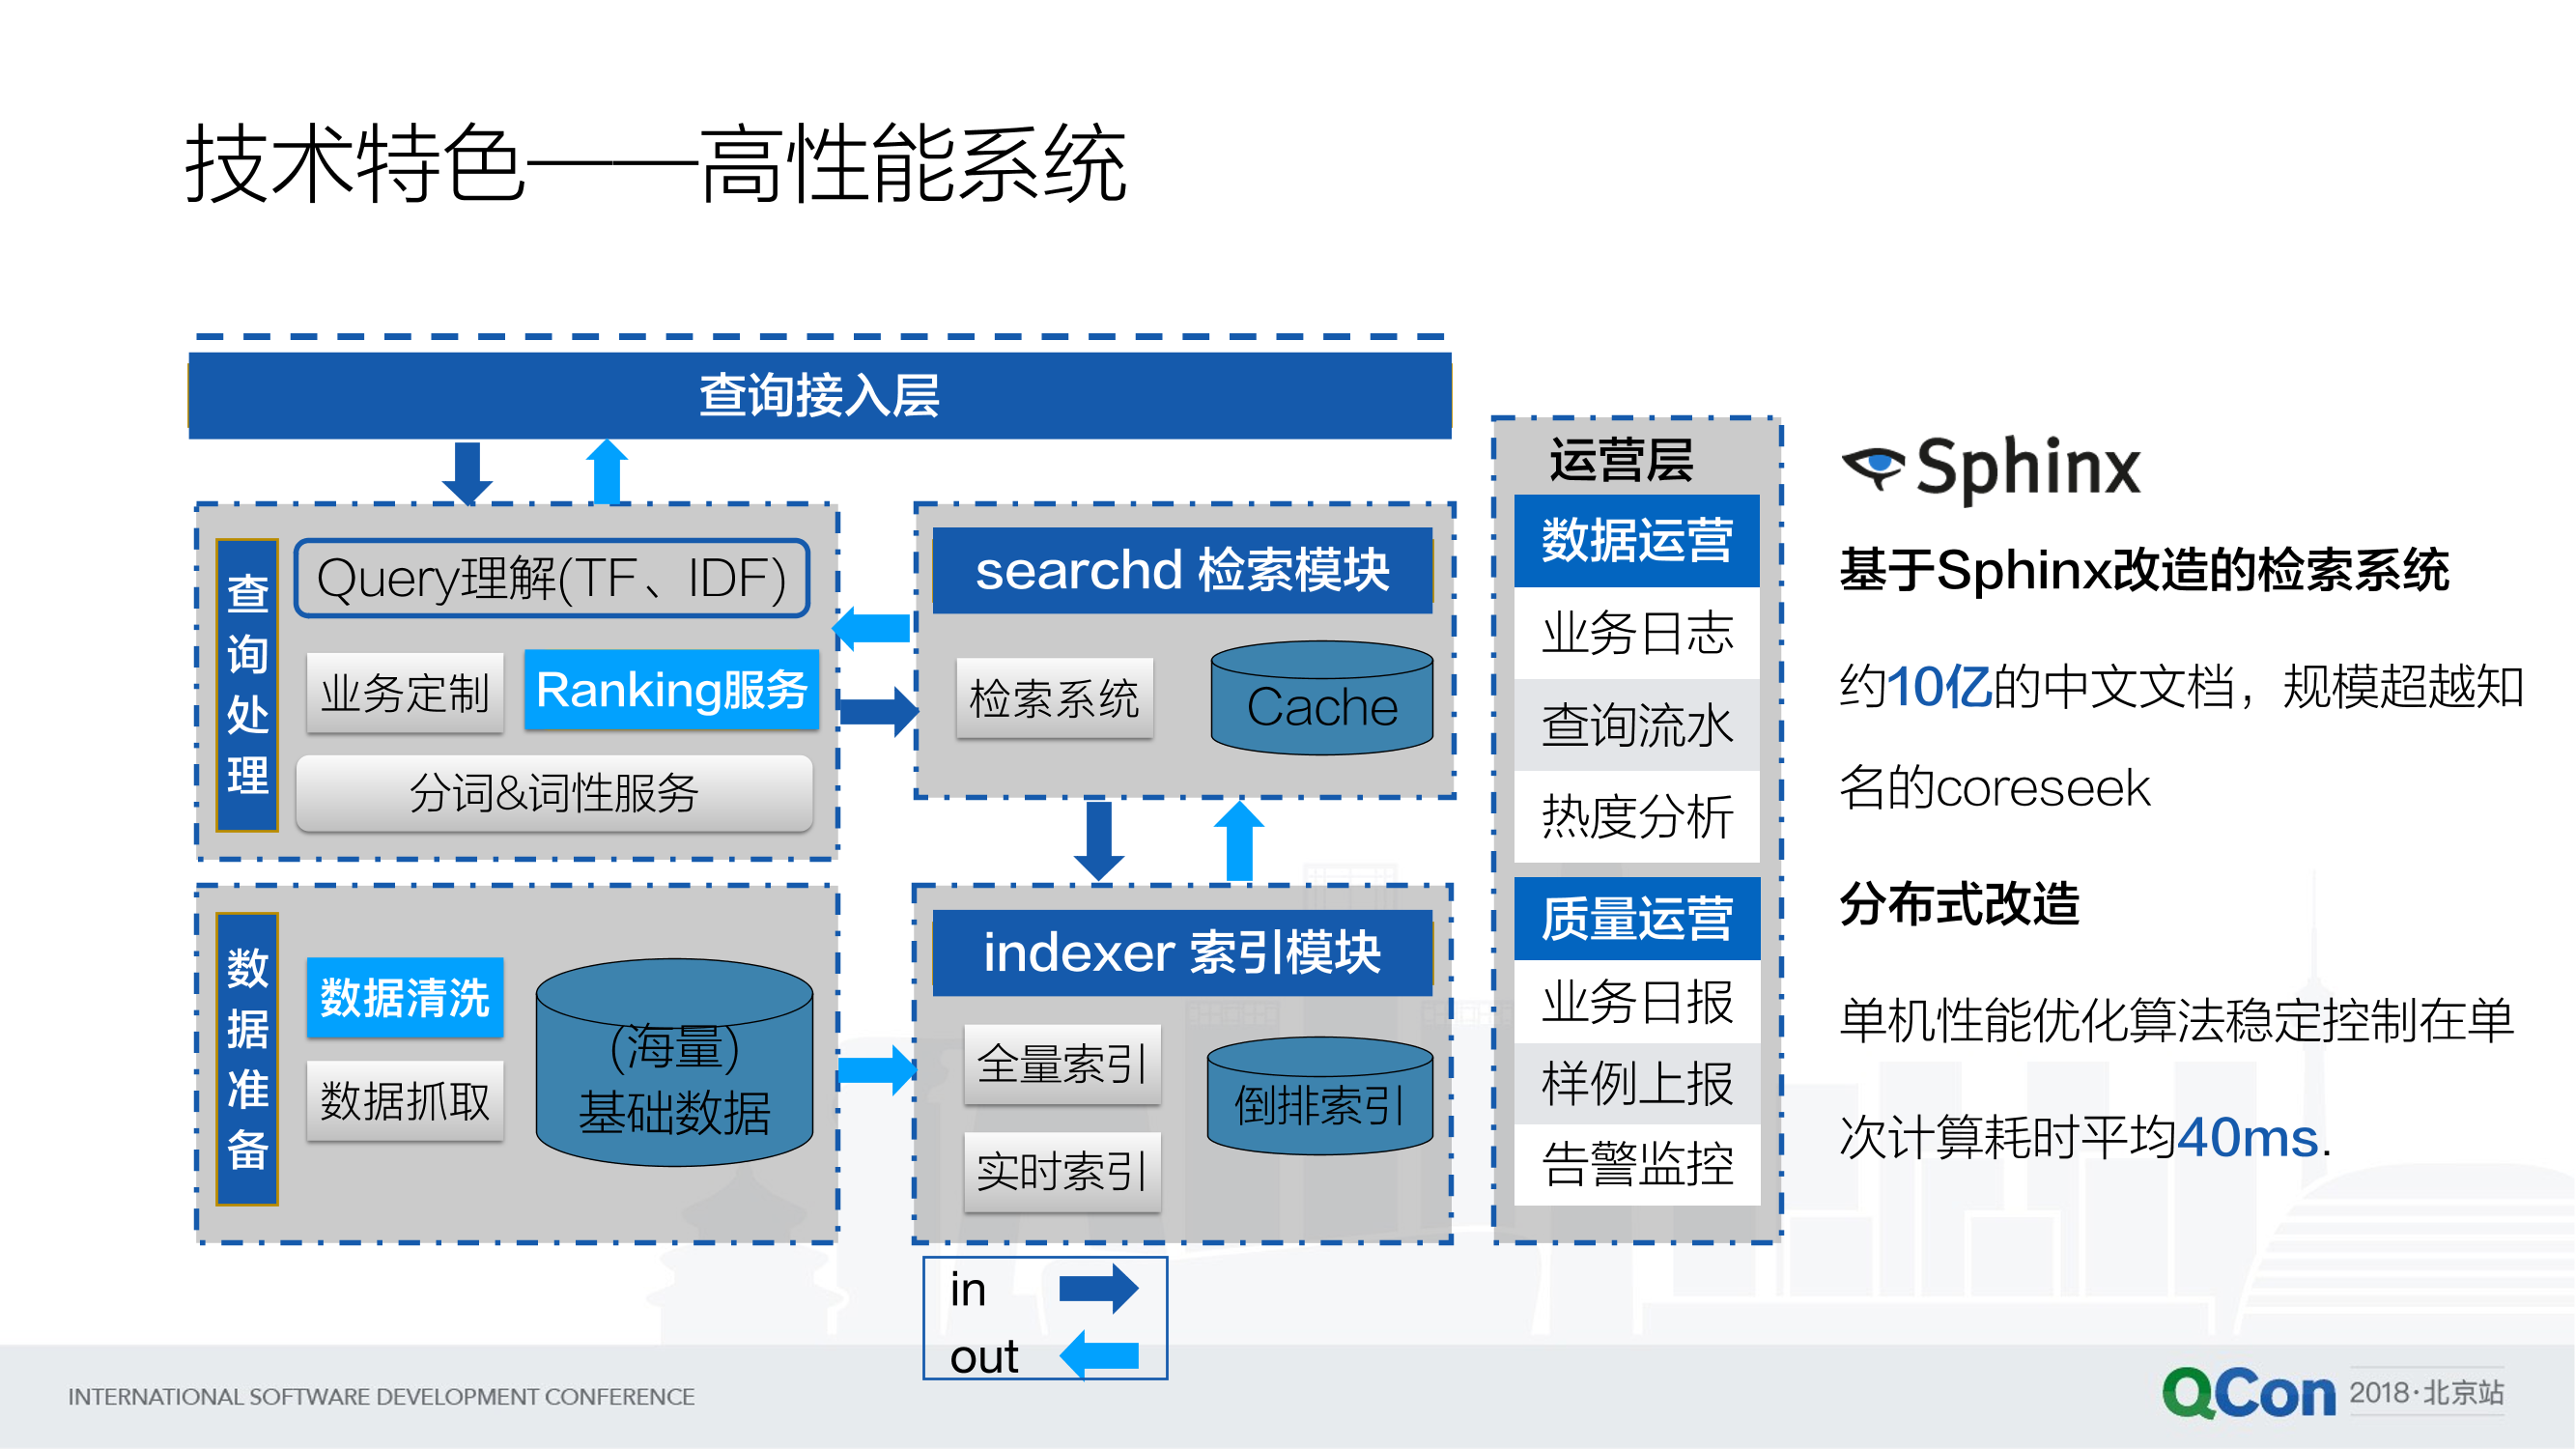 技术特色——高性能系统
查询接入层
查询处理
Query理解(TF、IDF)
业务定制
Ranking服务
分词&词性服务
searchd 检索模块
检索系统
Cache
数据准备
数据清洗
数据抓取
(海量)
基础数据
indexer 索引模块
全量索引
实时索引
倒排索引
in
out
运营层
数据运营
业务日志
查询流水
热度分析
质量运营
业务日报
样例上报
告警监控
Sphinx
基于Sphinx改造的检索系统
约10亿的中文文档，规模超越知
名的coreseek
分布式改造
单机性能优化算法稳定控制在单
次计算耗时平均40ms.
INTERNATIONAL SOFTWARE DEVELOPMENT CONFERENCE
QCon 2018·北京站